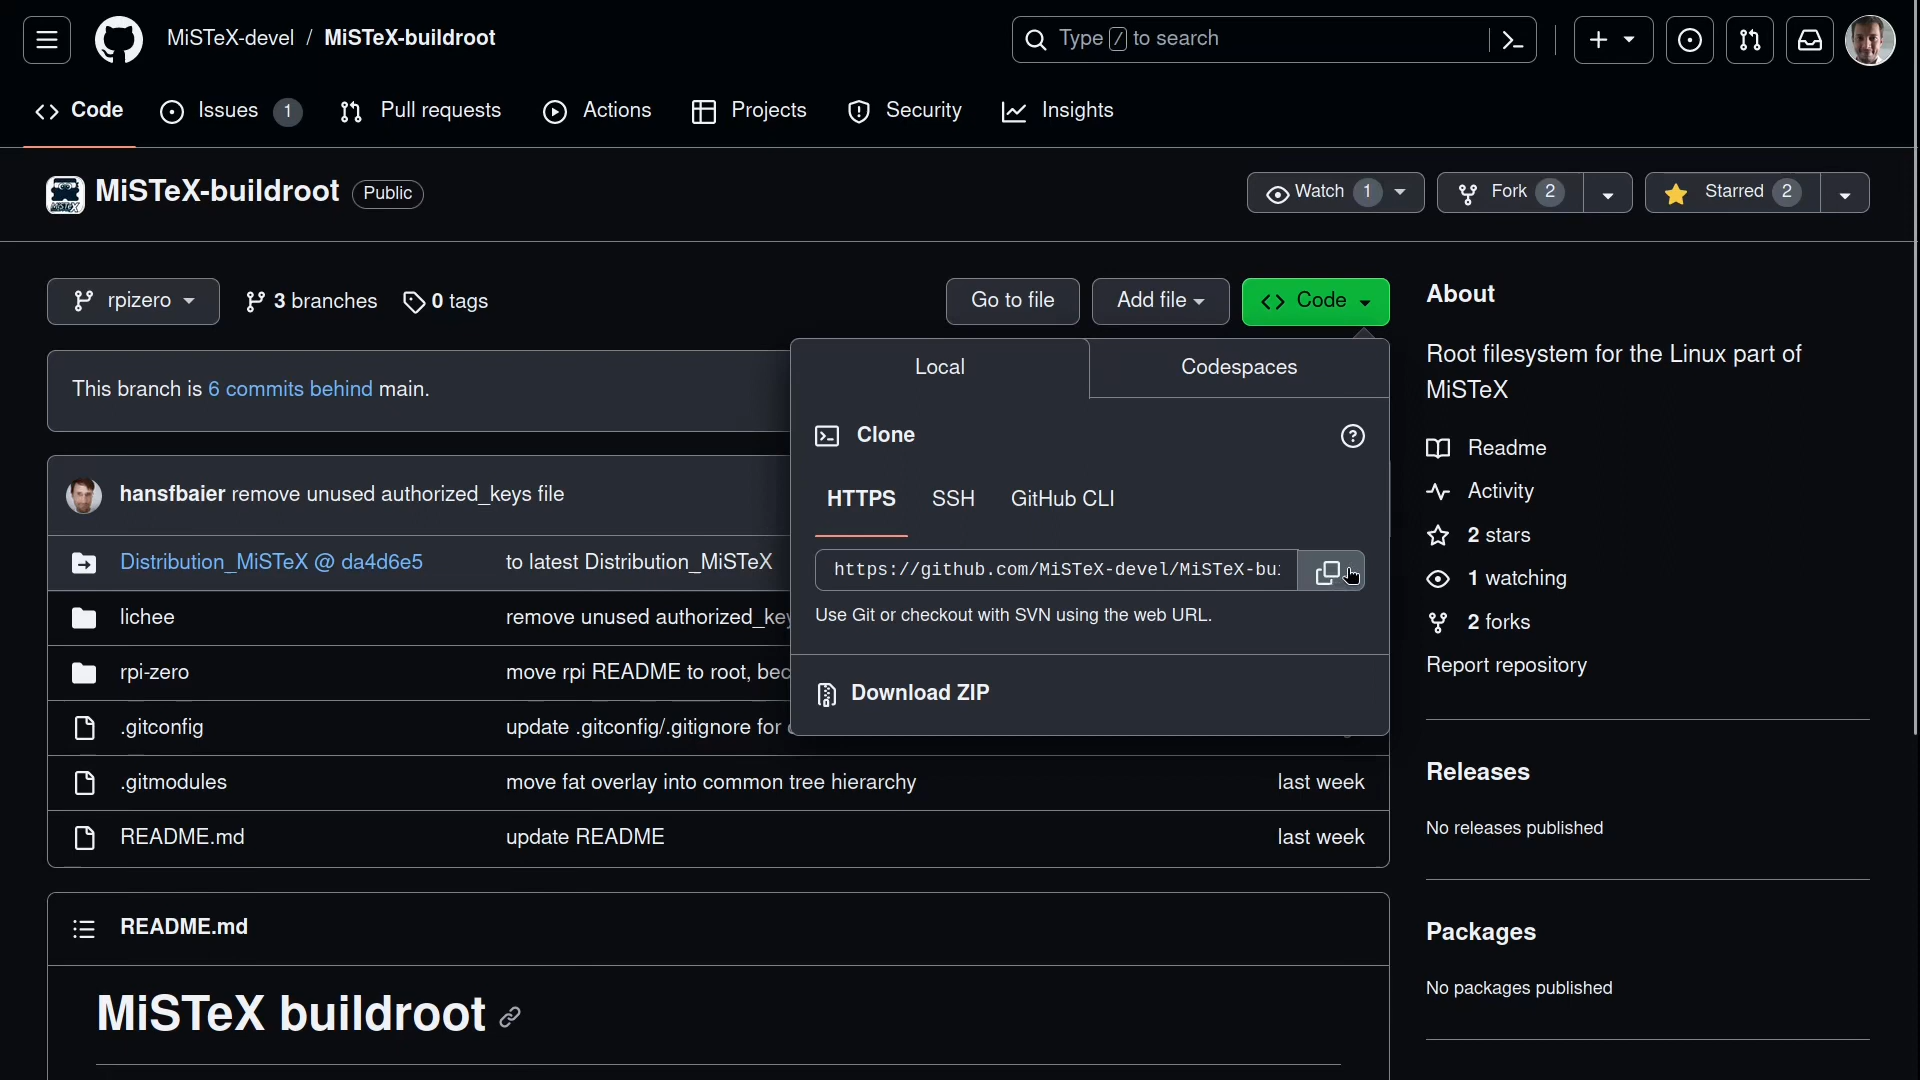 MiSTeX-devel / MiSTeX-buildroot
Type / to search
Code
Issues 1
Pull requests
Actions
Projects
Security
Insights
MiSTeX-buildroot Public
Watch 1
Fork 2
Starred 2
rpizero
3 branches
0 tags
Go to file
Add file
Code
This branch is 6 commits behind main.
hansfbaier remove unused authorized_keys file
Distribution_MiSTeX @ da4d6e5 to latest Distribution_MiSTeX
lichee remove unused authorized_key
rpi-zero move rpi README to root, bec
.gitconfig update .gitconfig/.gitignore for
.gitmodules move fat overlay into common tree hierarchy last week
README.md update README last week
Local
Codespaces
Clone
HTTPS SSH GitHub CLI
https://github.com/MiSTeX-devel/MiSTeX-bu
Use Git or checkout with SVN using the web URL.
Download ZIP
README.md
MiSTeX buildroot
About
Root filesystem for the Linux part of
MiSTeX
Readme
Activity
2 stars
1 watching
2 forks
Report repository
Releases
No releases published
Packages
No packages published